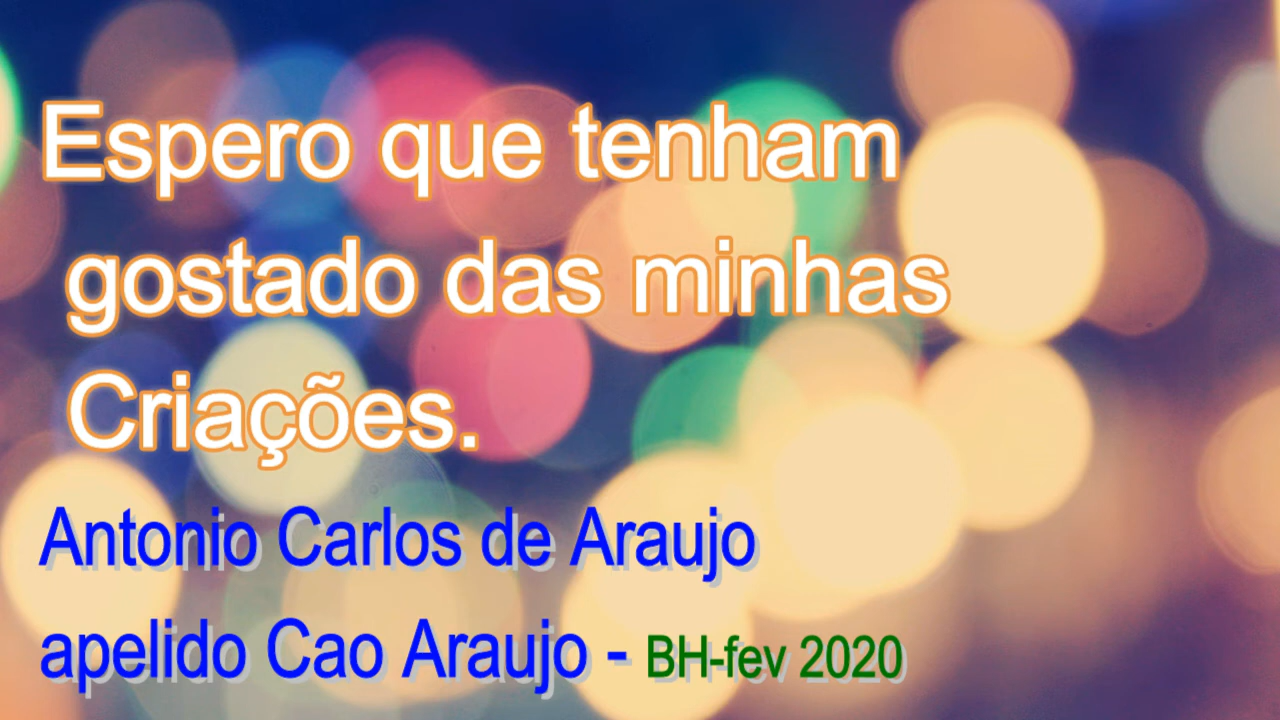 Espero que tenham
gostado das minhas
Criações.
Antonio Carlos de Araujo
apelido Cao Araujo - BH-fev 2020